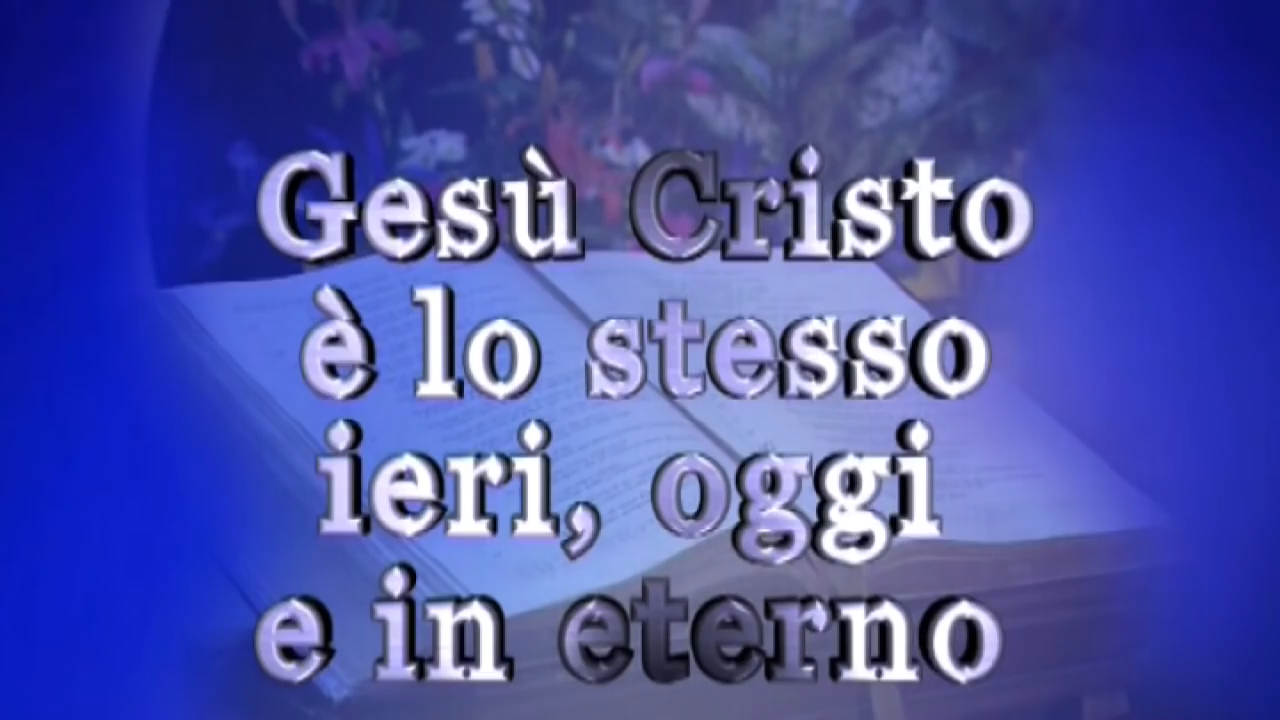 Gesù Cristo
è lo stesso
ieri, oggi
e in eterno